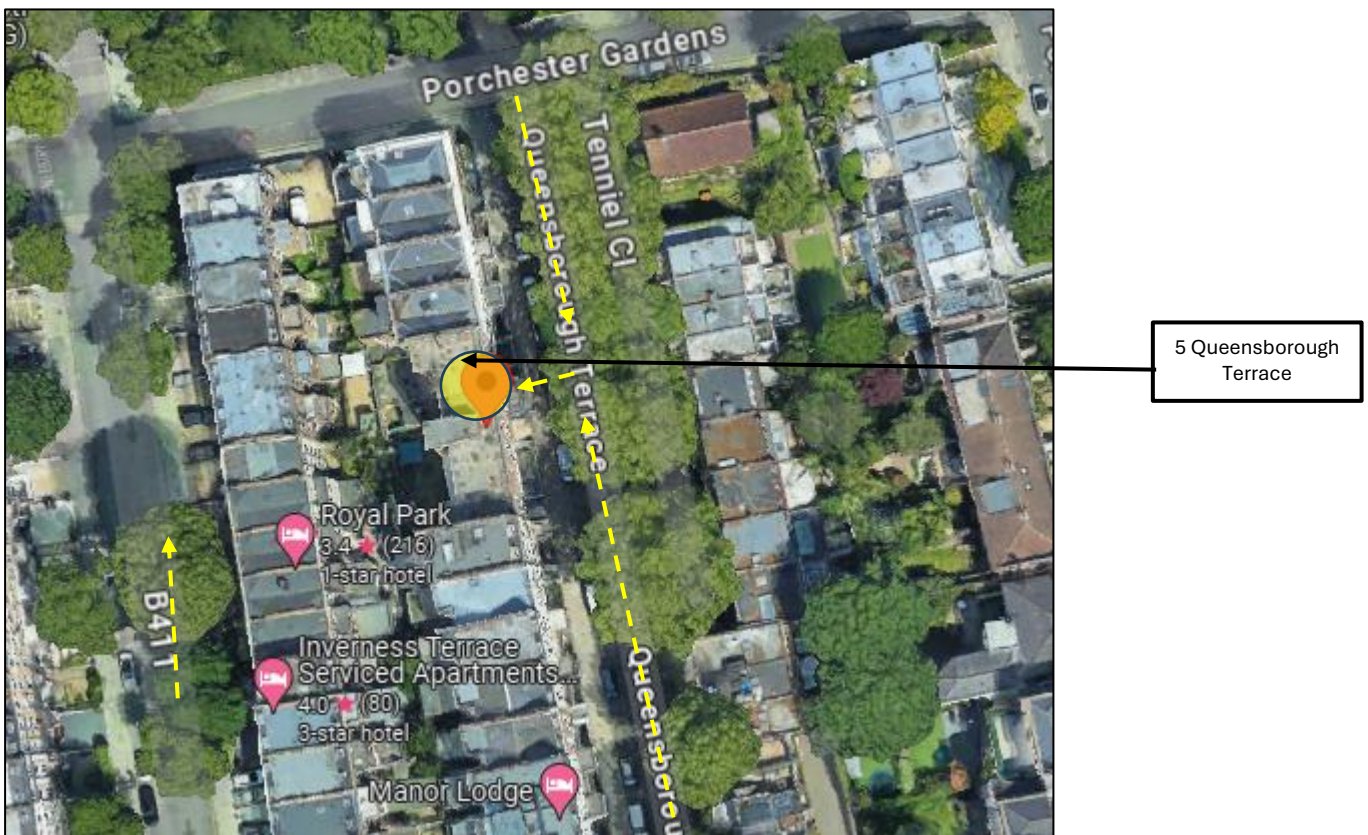 G)
Porchester Gardens
Queensborough Terrace
Tenniel Cl
5 Queensborough
Terrace
Royal Park
3.4 ★ (216)
1-star hotel
B411
Inverness Terrace
Serviced Apartments...
4.0 ★ (80)
3-star hotel
Manor Lodge
Queensborou